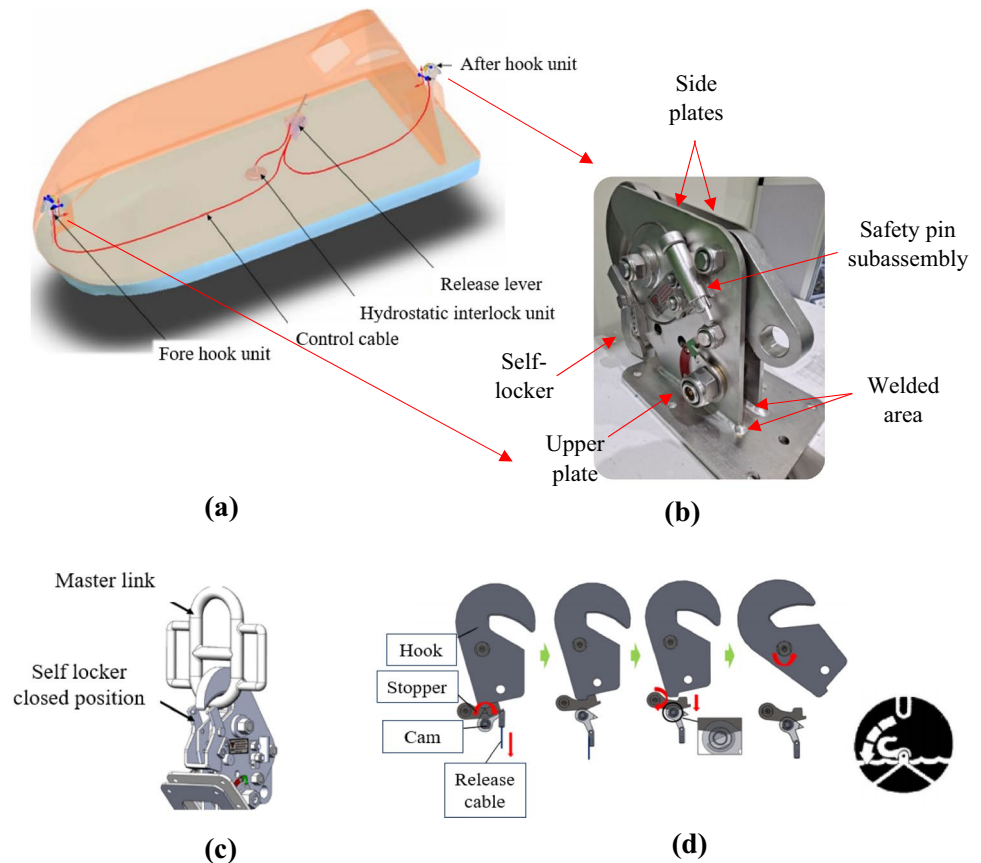 After hook unit
Release lever
Hydrostatic interlock unit
Control cable
Fore hook unit
(a)
Side
plates
Safety pin
subassembly
Self-
locker
Welded
area
Upper
plate
(b)
Master link
Self locker
closed position
(c)
Hook
Stopper
Cam
Release
cable
(d)